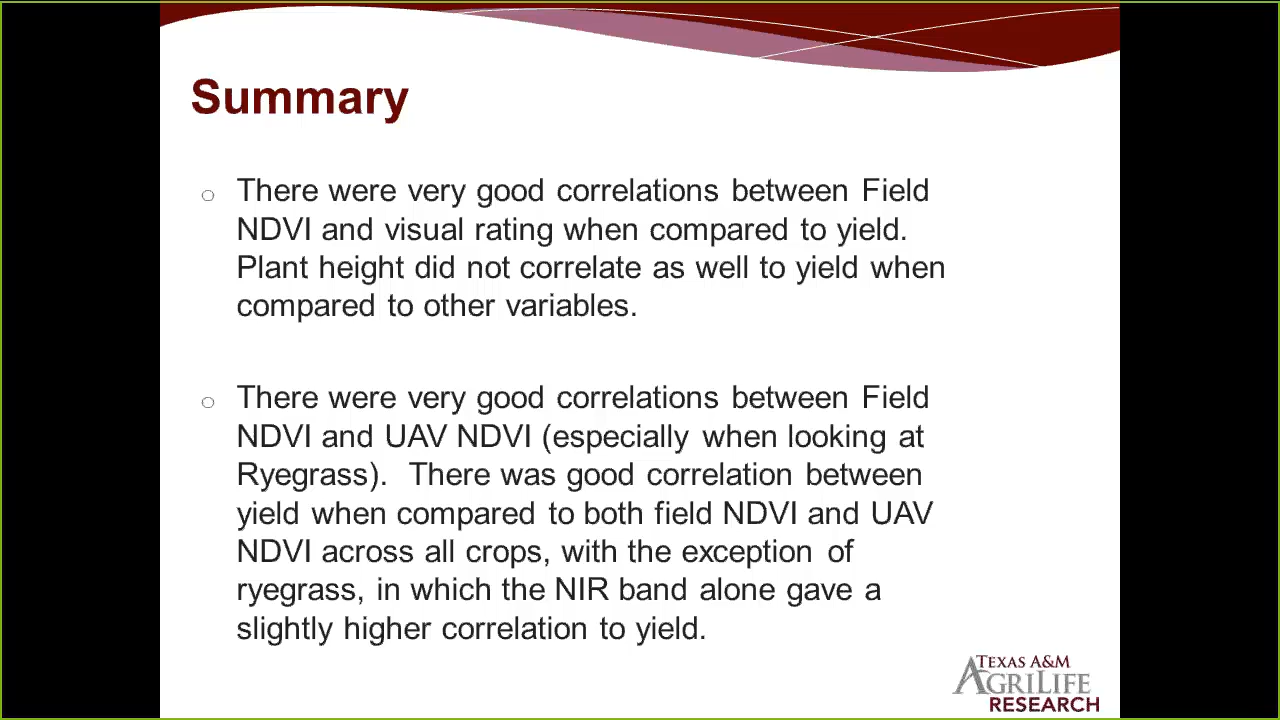 Summary
○ There were very good correlations between Field
NDVI and visual rating when compared to yield.
Plant height did not correlate as well to yield when
compared to other variables.
○ There were very good correlations between Field
NDVI and UAV NDVI (especially when looking at
Ryegrass).  There was good correlation between
yield when compared to both field NDVI and UAV
NDVI across all crops, with the exception of
ryegrass, in which the NIR band alone gave a
slightly higher correlation to yield.
TEXAS A&M
AGRILIFE
RESEARCH